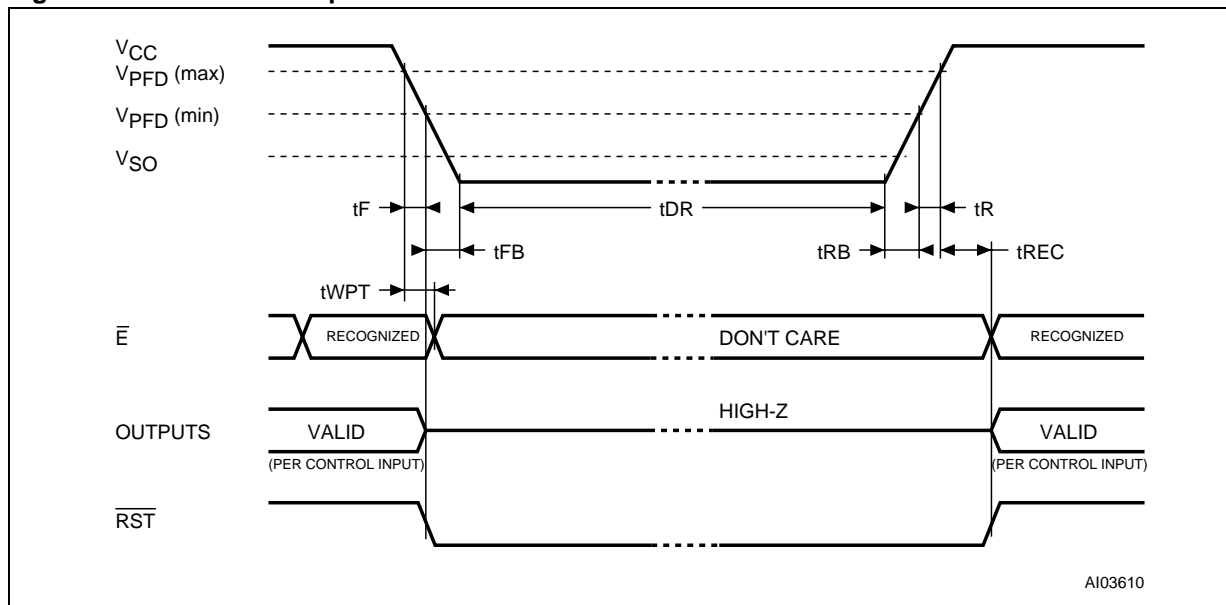 VCC
VPFD (max)
VPFD (min)
VSO
tF
tDR
tR
tFB
tRB
tREC
tWPT
E̅
RECOGNIZED
DON'T CARE
RECOGNIZED
HIGH-Z
OUTPUTS
VALID
VALID
(PER CONTROL INPUT)
(PER CONTROL INPUT)
R̅S̅T̅
AI03610